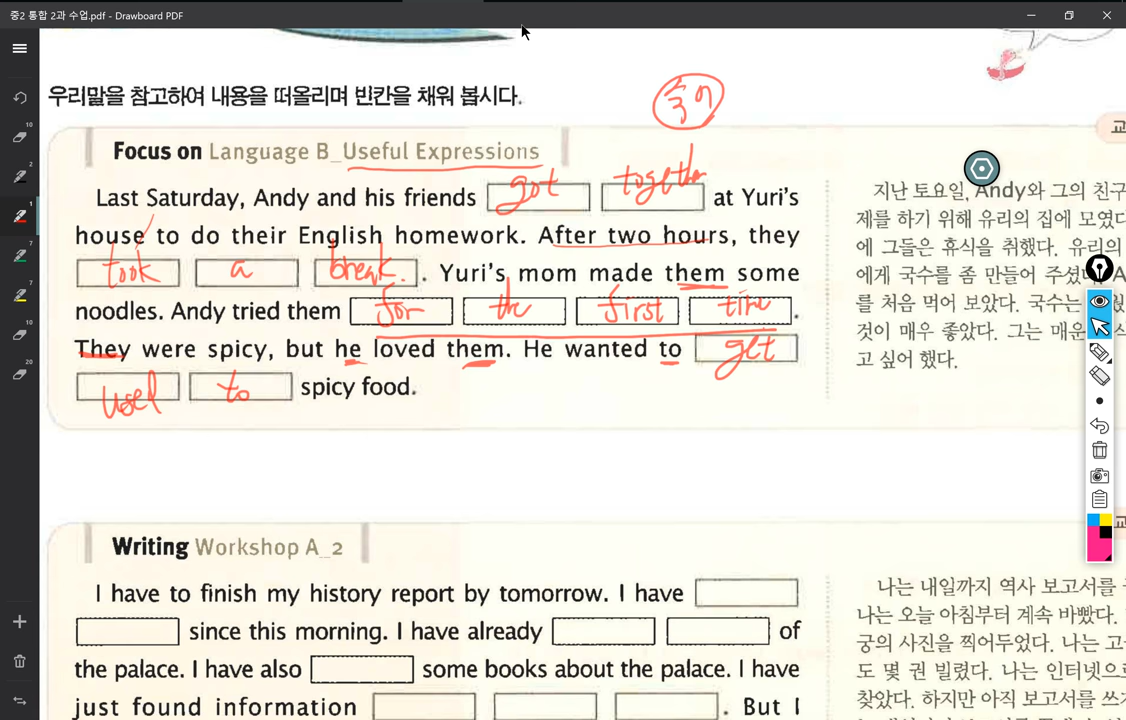 중2 통합 2과 수업.pdf - Drawboard PDF
우리말을 참고하여 내용을 떠올리며 빈칸을 채워 봅시다.
숙어
Focus on Language B_Useful Expressions
Last Saturday, Andy and his friends got together at Yuri's
house to do their English homework. After two hours, they
took a break. Yuri's mom made them some
noodles. Andy tried them for the first time.
They were spicy, but he loved them. He wanted to get
used to spicy food.
지난 토요일, Andy와 그의 친구
제를 하기 위해 유리의 집에 모였다
에 그들은 휴식을 취했다. 유리의
에게 국수를 좀 만들어 주셨
를 처음 먹어 보았다. 국수는
것이 매우 좋았다. 그는 매운
고 싶어 했다.
Writing Workshop A_2
I have to finish my history report by tomorrow. I have
since this morning. I have already of
the palace. I have also some books about the palace. I have
just found information . But I
나는 내일까지 역사 보고서를
나는 오늘 아침부터 계속 바빴다.
궁의 사진을 찍어두었다. 나는 고
도 몇 권 빌렸다. 나는 인터넷으
찾았다. 하지만 아직 보고서를 쓰